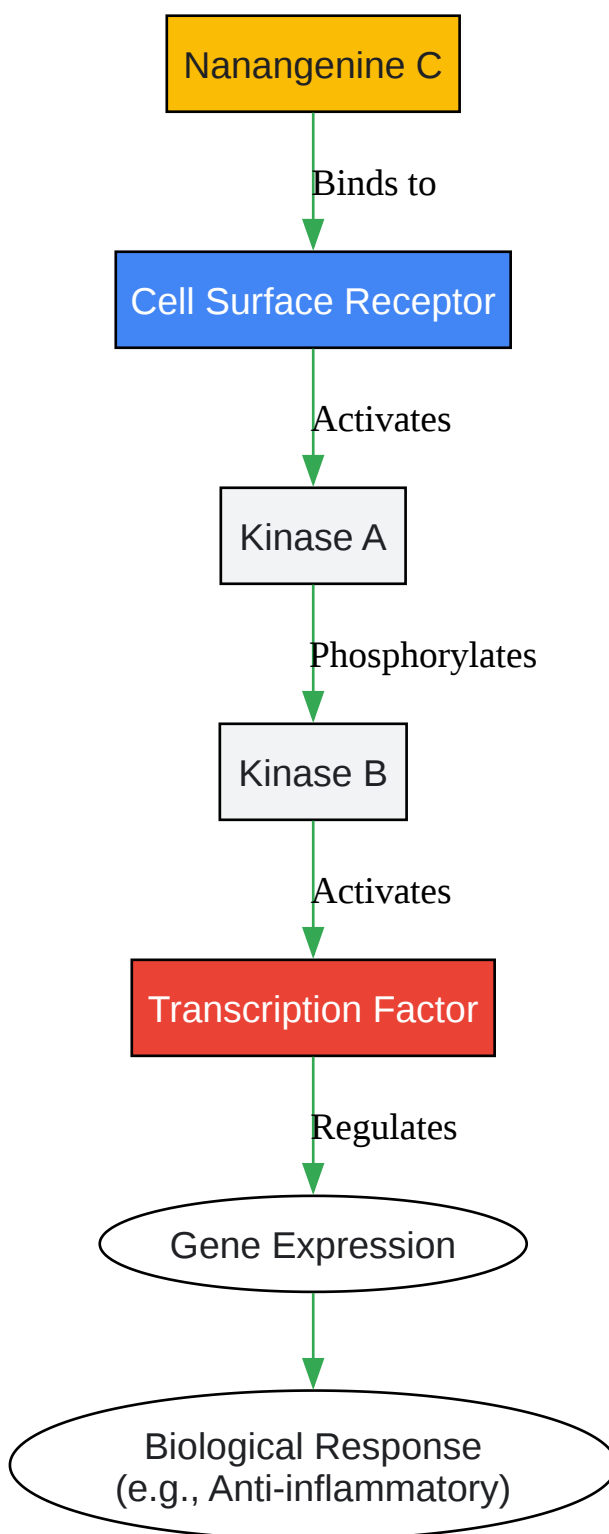 Nanangenine C
Binds to
Cell Surface Receptor
Activates
Kinase A
Phosphorylates
Kinase B
Activates
Transcription Factor
Regulates
Gene Expression
Biological Response
(e.g., Anti-inflammatory)